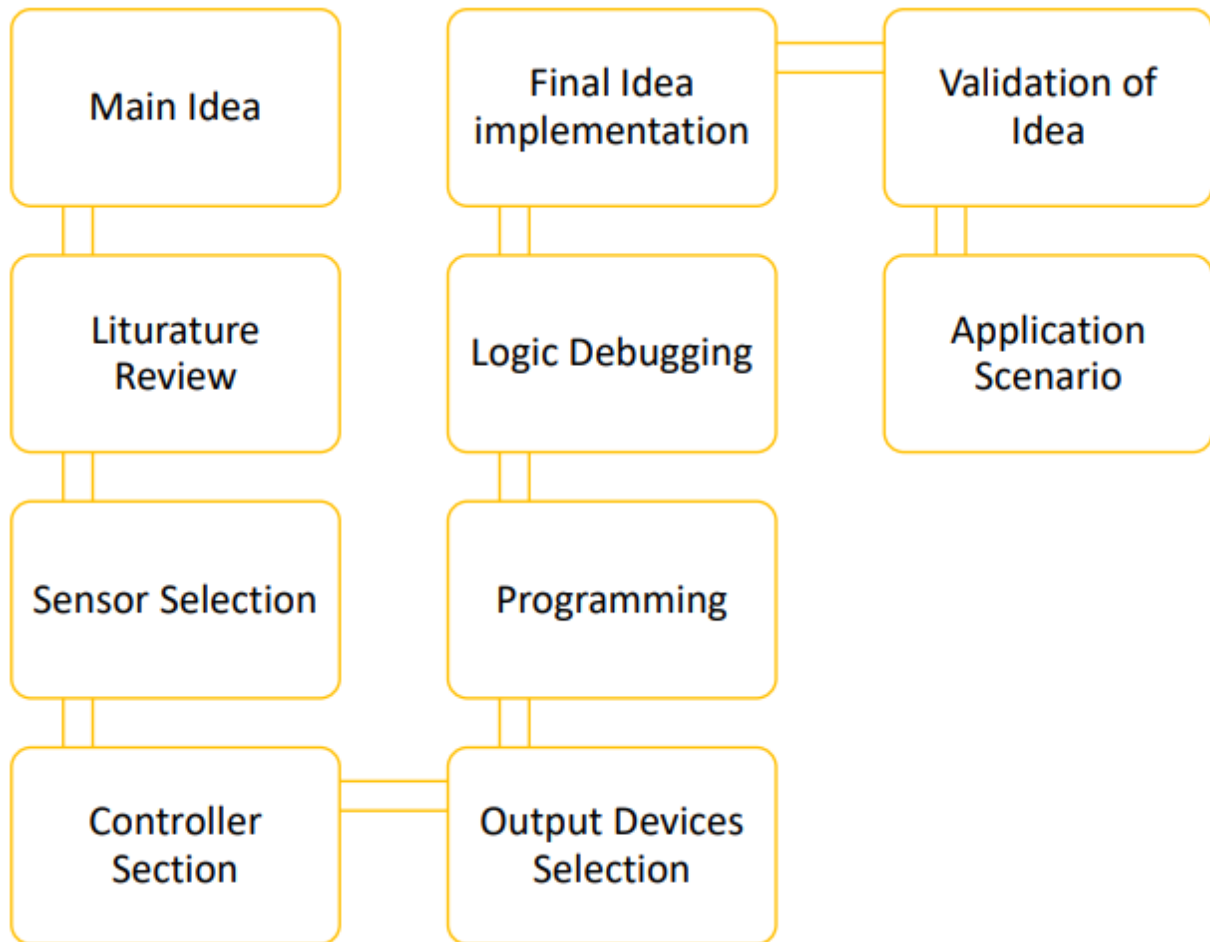 Main Idea
Liturature
Review
Sensor Selection
Controller
Section
Output Devices
Selection
Programming
Logic Debugging
Final Idea
implementation
Validation of
Idea
Application
Scenario